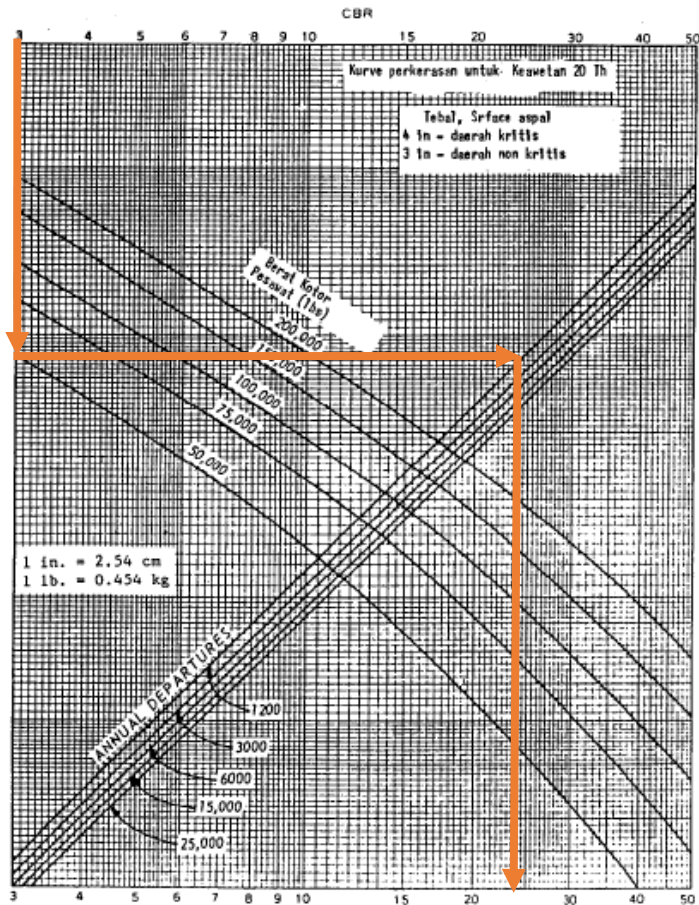 CBR
3 4 5 6 7 8 9 10 15 20 30 40 50
Kurve perkerasan untuk Keawetan 20 Th
Tebal, Srface aspal
4 in - daerah kritis
3 in - daerah non kritis
Berat Kotor
Pesawat (lbs)
200,000
100,000
75,000
50,000
1 in. = 2.54 cm
1 lb. = 0.454 kg
ANNUAL DEPARTURES
1200
3000
6000
15,000
25,000
3 4 5 6 7 8 9 10 15 20 30 40 50